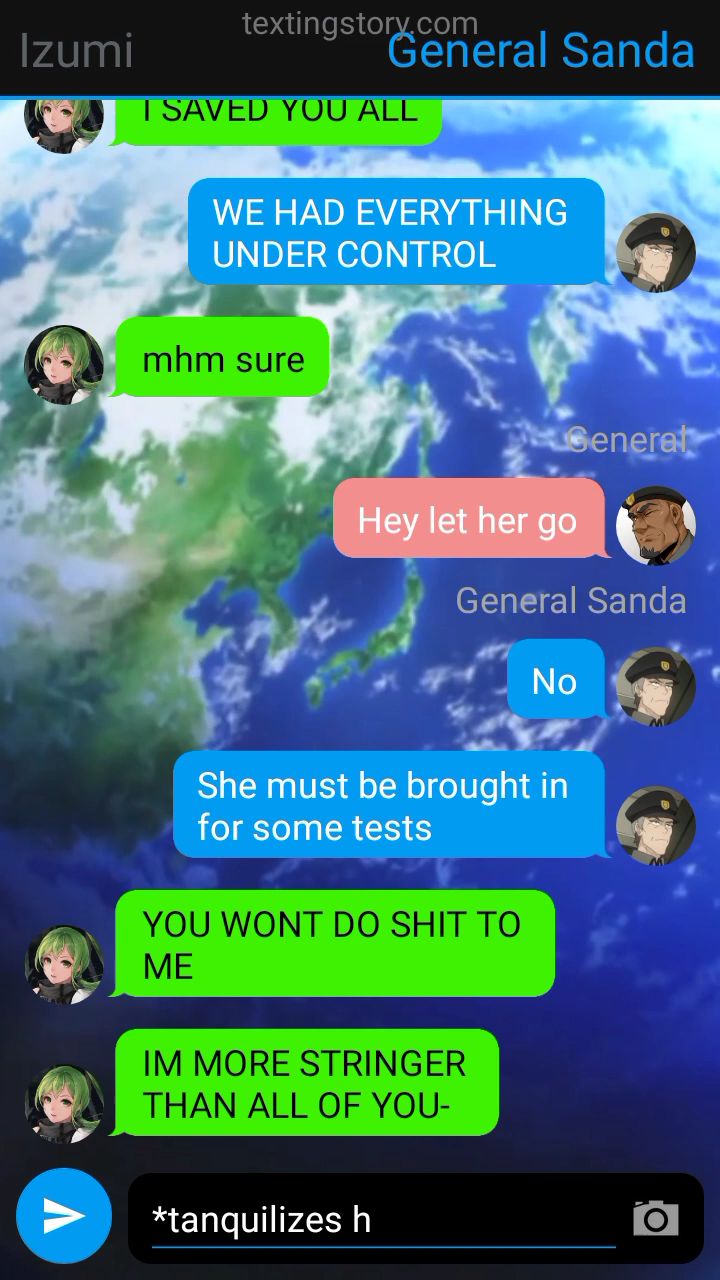 textingstory.com
Izumi
General Sanda
I SAVED YOU ALL
WE HAD EVERYTHING
UNDER CONTROL
mhm sure
General
Hey let her go
General Sanda
No
She must be brought in
for some tests
YOU WONT DO SHIT TO
ME
IM MORE STRINGER
THAN ALL OF YOU-
*tanquilizes h